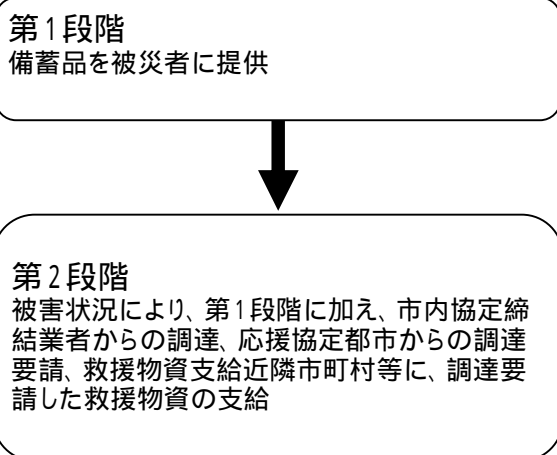 第1段階
備蓄品を被災者に提供
第2段階
被害状況により、第1段階に加え、市内協定締
結業者からの調達、応援協定都市からの調達
要請、救援物資支給近隣市町村等に、調達要
請した救援物資の支給